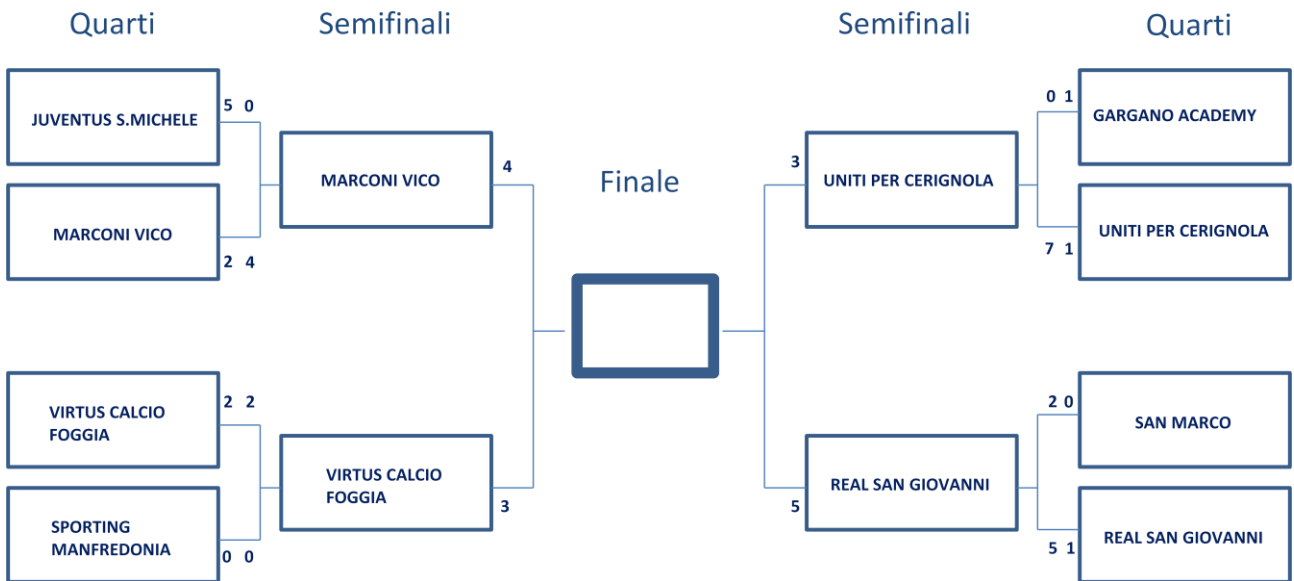 Quarti
Semifinali
Semifinali
Quarti
5 0
JUVENTUS S.MICHELE
MARCONI VICO
2 4
MARCONI VICO
4
2 2
VIRTUS CALCIO
FOGGIA
SPORTING
MANFREDONIA
0 0
VIRTUS CALCIO
FOGGIA
3
Finale
3
UNITI PER CERIGNOLA
0 1
GARGANO ACADEMY
UNITI PER CERIGNOLA
7 1
REAL SAN GIOVANNI
5
2 0
SAN MARCO
REAL SAN GIOVANNI
5 1